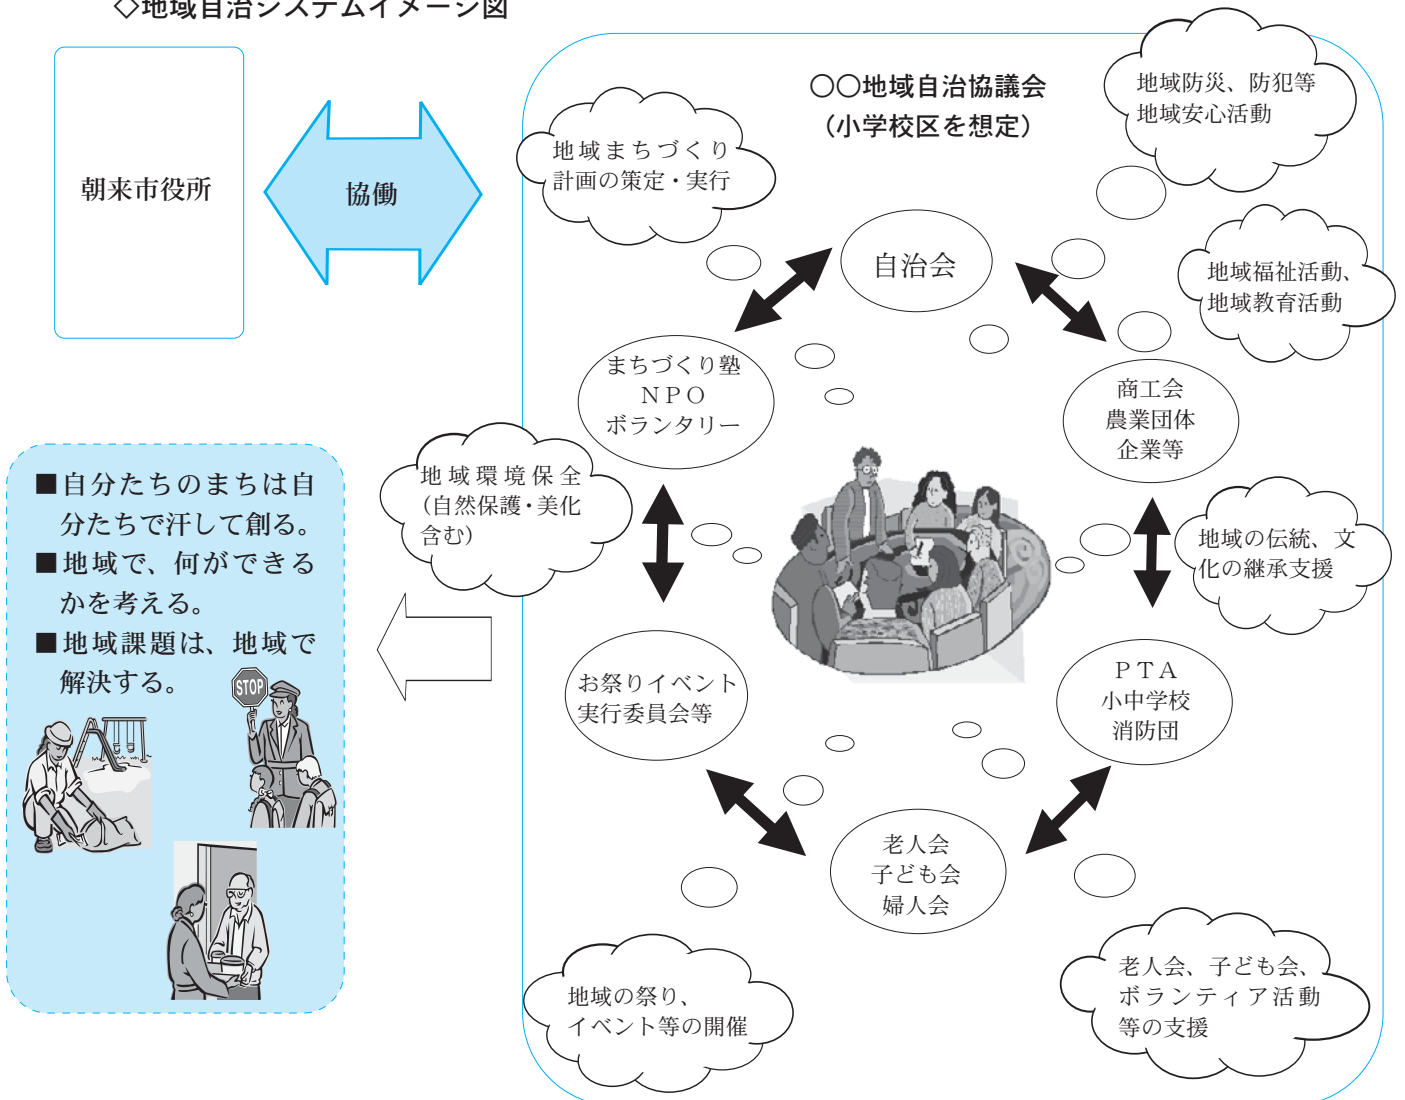 ◇地域自治システムイメージ図
朝来市役所
協働
〇〇地域自治協議会
（小学校区を想定）
地域まちづくり
計画の策定・実行
地域防災、防犯等
地域安心活動
地域福祉活動、
地域教育活動
自治会
まちづくり塾
ＮＰＯ
ボランタリー
商工会
農業団体
企業等
地域環境保全
（自然保護・美化
含む）
地域の伝統、文
化の継承支援
お祭りイベント
実行委員会等
ＰＴＡ
小中学校
消防団
老人会
子ども会
婦人会
地域の祭り、
イベント等の開催
老人会、子ども会、
ボランティア活動
等の支援
■自分たちのまちは自
分たちで汗して創る。
■地域で、何ができる
かを考える。
■地域課題は、地域で
解決する。
STOP